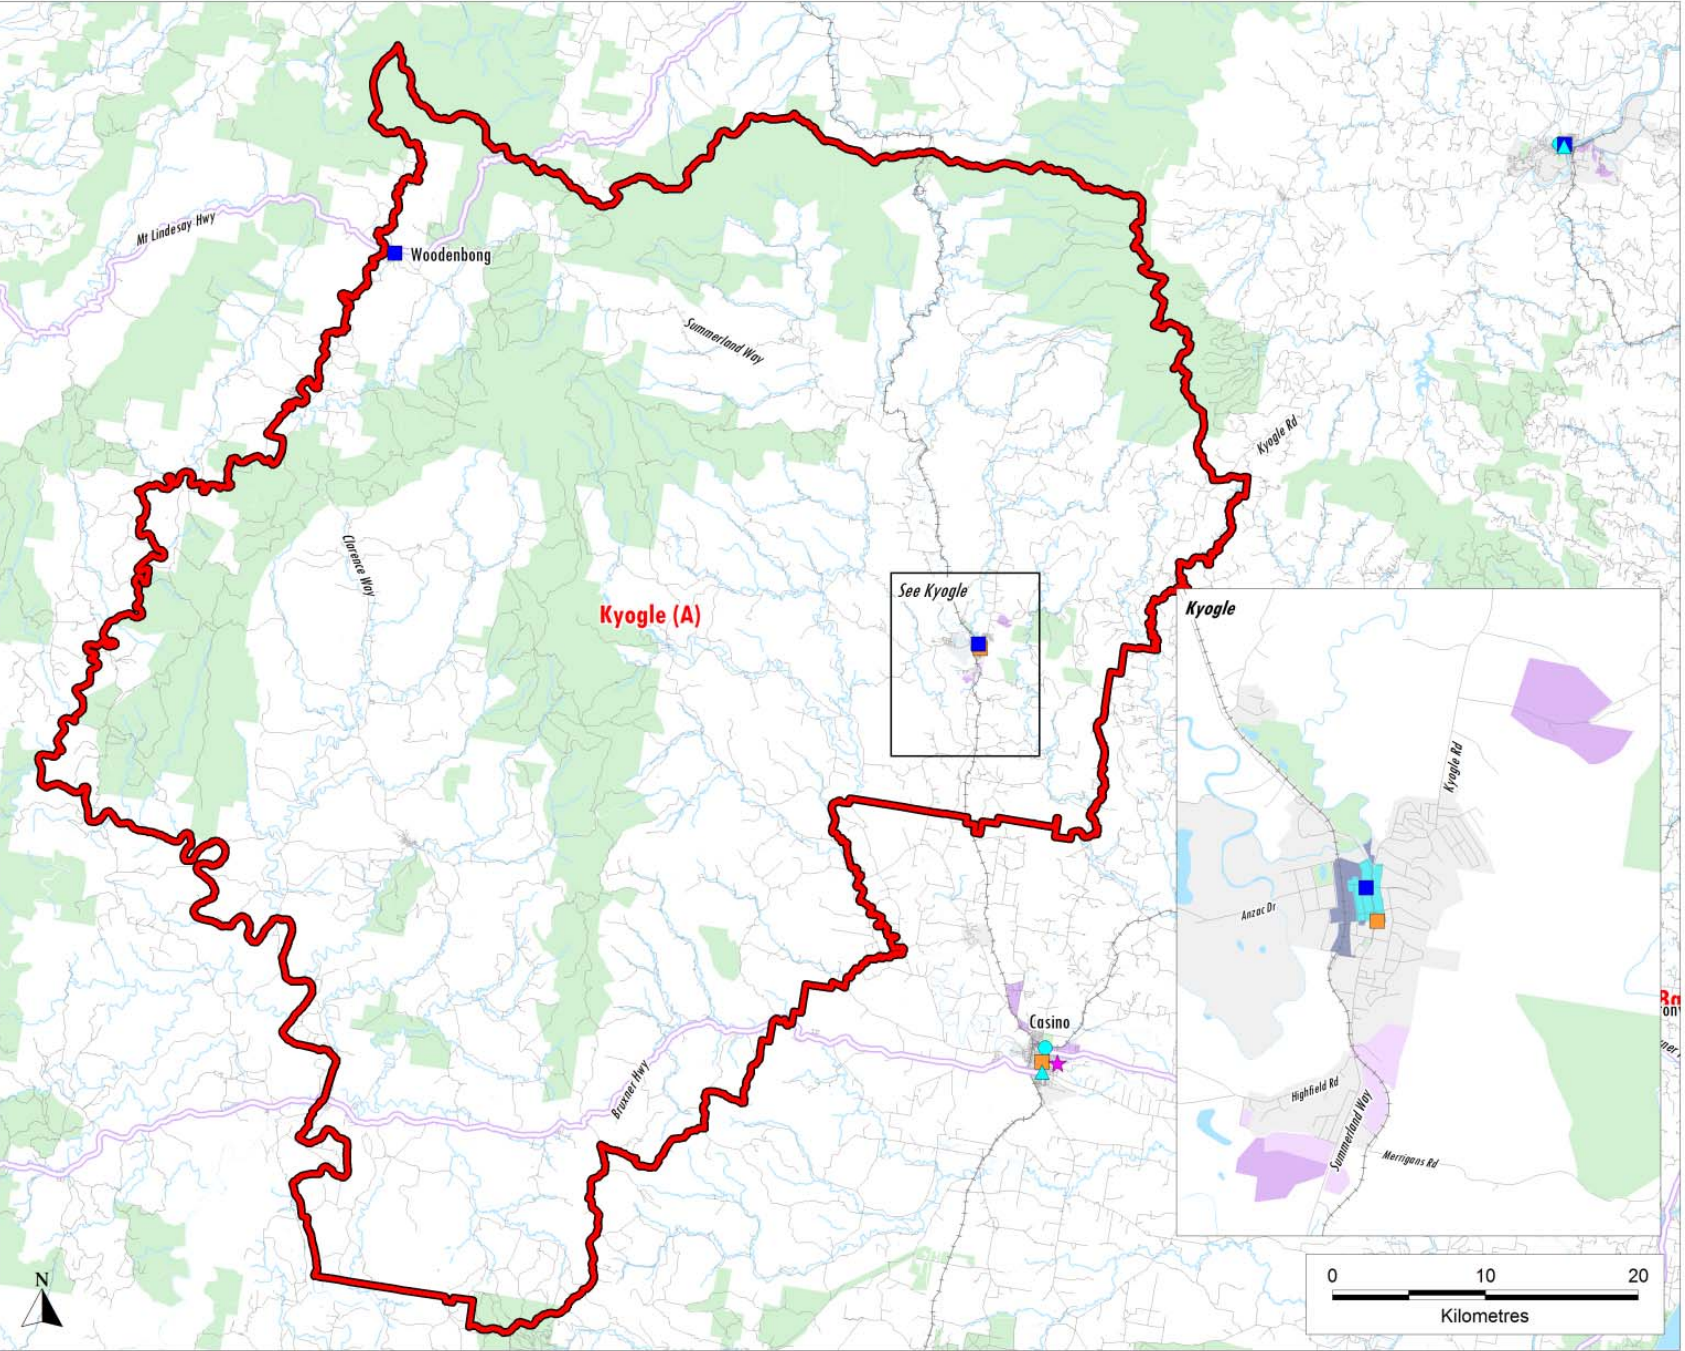 Mt Lindesay Hwy
Woodenbong
Summerland Way
Kyogle Rd
Clarence Way
See Kyogle
Kyogle (A)
Kyogle
Kyogle Rd
Anzac Dr
Casino
Bruxner Hwy
Highfield Rd
Summerland Way
Merrigans Rd
N
0 10 20
Kilometres